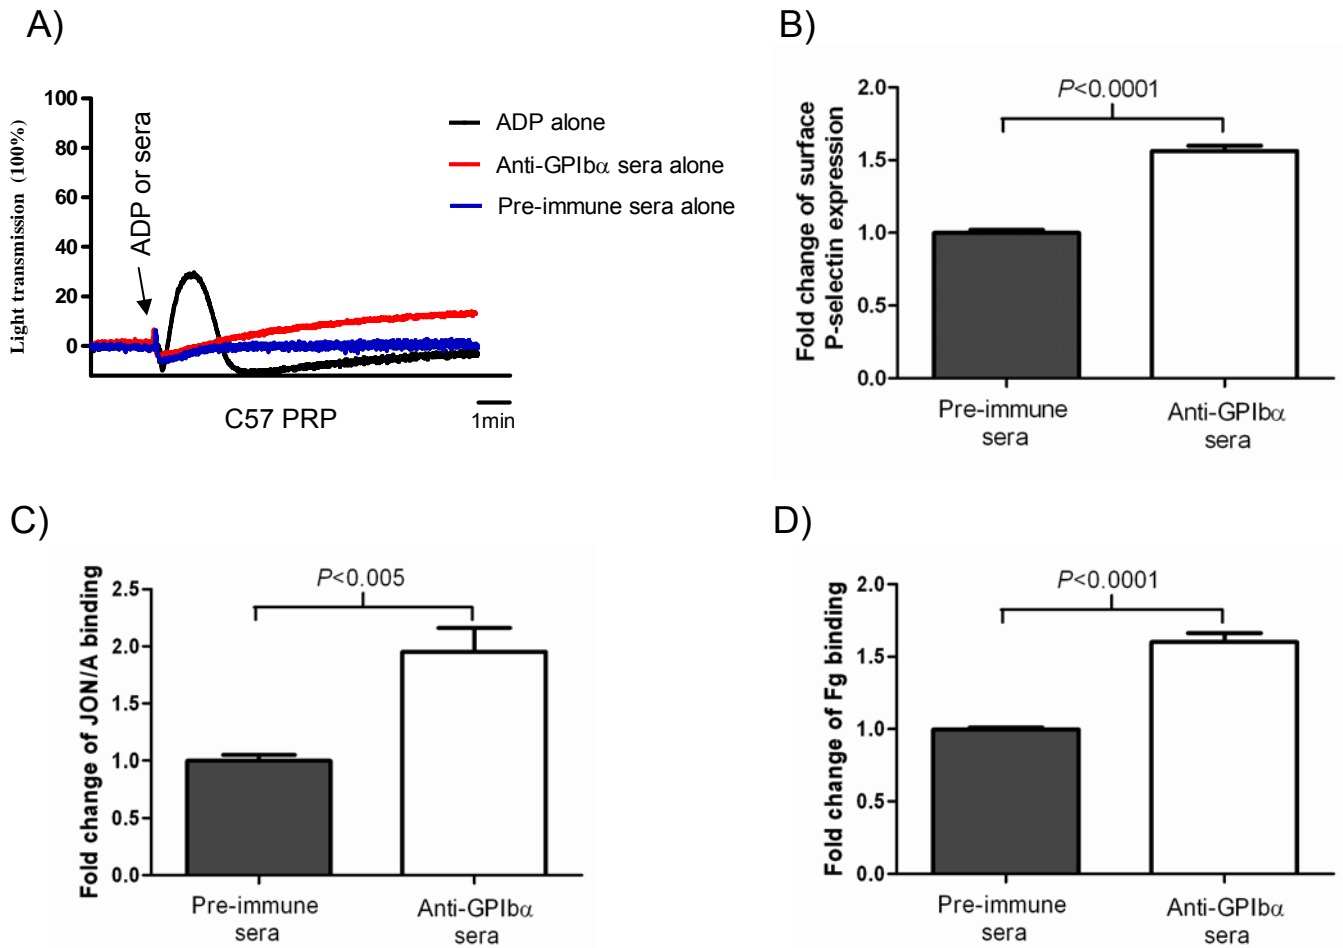 A)
Light transmission (100%)
100
80
60
40
20
0
ADP or sera
ADP alone
Anti-GPIbα sera alone
Pre-immune sera alone
C57 PRP
1min
B)
Fold change of surface
P-selectin expression
2.0
1.5
1.0
0.5
0.0
P<0.0001
Pre-immune
sera
Anti-GPIbα
sera
C)
Fold change of JON/A binding
2.5
2.0
1.5
1.0
0.5
0.0
P<0.005
Pre-immune
sera
Anti-GPIbα
sera
D)
Fold change of Fg binding
2.0
1.5
1.0
0.5
0.0
P<0.0001
Pre-immune
sera
Anti-GPIbα
sera